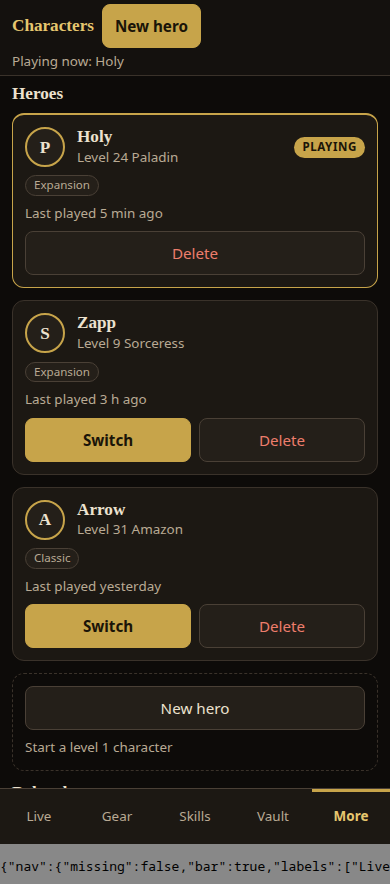 Characters New hero
Playing now: Holy
Heroes
P Holy PLAYING
Level 24 Paladin
Expansion
Last played 5 min ago
Delete
S Zapp
Level 9 Sorceress
Expansion
Last played 3 h ago
Switch Delete
A Arrow
Level 31 Amazon
Classic
Last played yesterday
Switch Delete
New hero
Start a level 1 character
Live Gear Skills Vault More
{"nav":{"missing":false,"bar":true,"labels":["Live